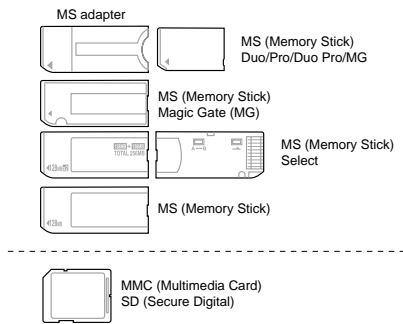 MS adapter
MS (Memory Stick)
Duo/Pro/Duo Pro/MG
MS (Memory Stick)
Magic Gate (MG)
TOTAL 256MB
A B
MS (Memory Stick)
Select
MS (Memory Stick)
MMC (Multimedia Card)
SD (Secure Digital)